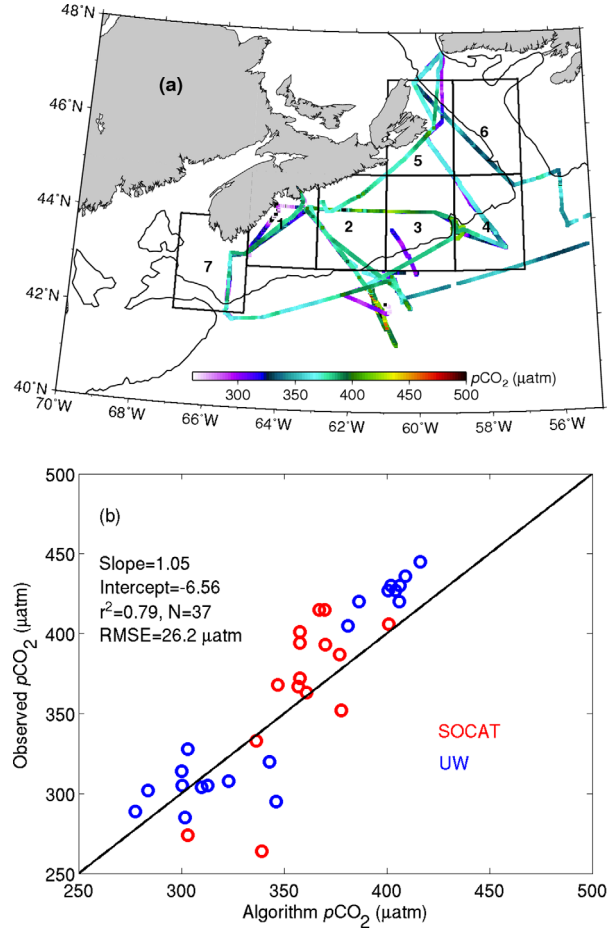 48°N
(a)
46°N
6
5
44°N
1
2
3
4
7
42°N
pCO2 (µatm)
40°N
300
350
400
450
500
70°W
68°W
66°W
64°W
62°W
60°W
58°W
56°W
500
(b)
Slope=1.05
450
Intercept=-6.56
r2=0.79, N=37
RMSE=26.2 µatm
400
Observed pCO2 (µatm)
350
SOCAT
UW
300
250
250
300
350
400
450
500
Algorithm pCO2 (µatm)